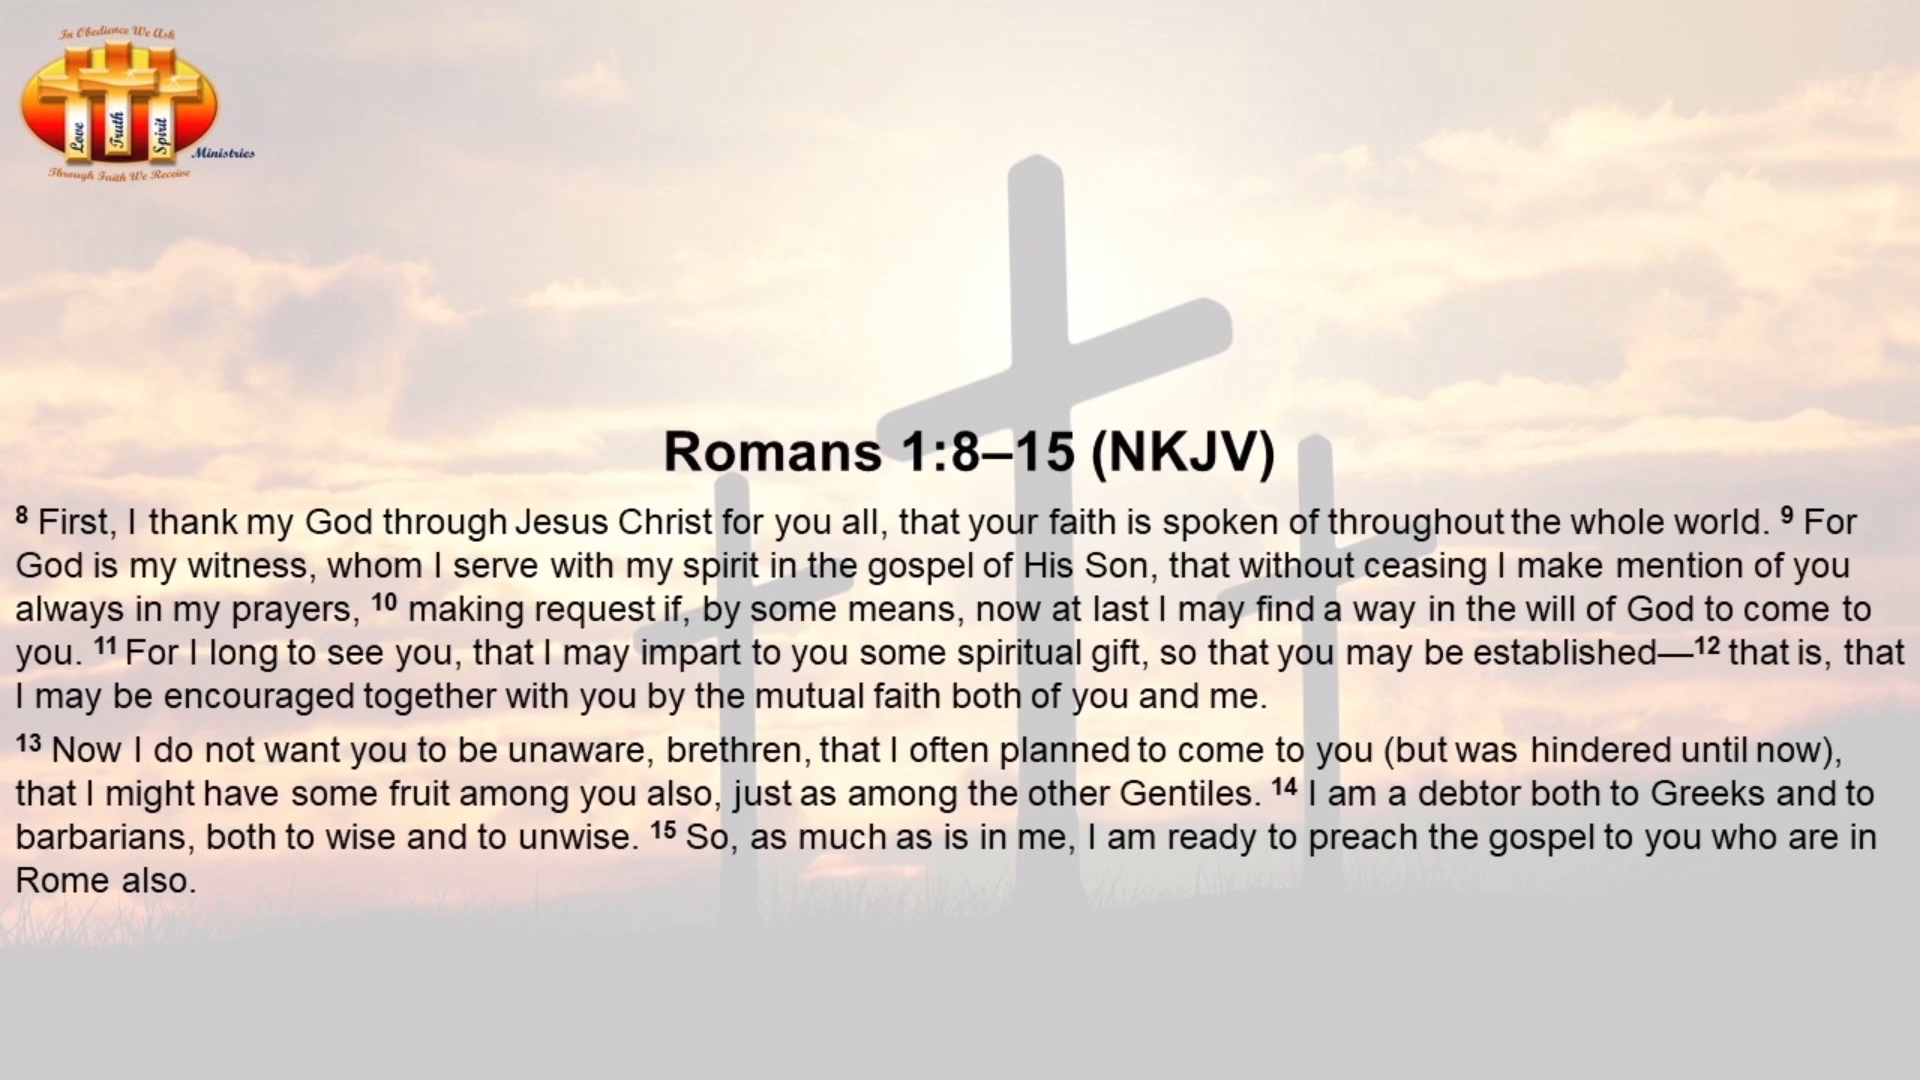 In Obedience We Ask
Love
Truth
Spirit
Ministries
Through Faith We Receive
Romans 1:8–15 (NKJV)
8 First, I thank my God through Jesus Christ for you all, that your faith is spoken of throughout the whole world. 9 For
God is my witness, whom I serve with my spirit in the gospel of His Son, that without ceasing I make mention of you
always in my prayers, 10 making request if, by some means, now at last I may find a way in the will of God to come to
you. 11 For I long to see you, that I may impart to you some spiritual gift, so that you may be established—12 that is, that
I may be encouraged together with you by the mutual faith both of you and me.
13 Now I do not want you to be unaware, brethren, that I often planned to come to you (but was hindered until now),
that I might have some fruit among you also, just as among the other Gentiles. 14 I am a debtor both to Greeks and to
barbarians, both to wise and to unwise. 15 So, as much as is in me, I am ready to preach the gospel to you who are in
Rome also.